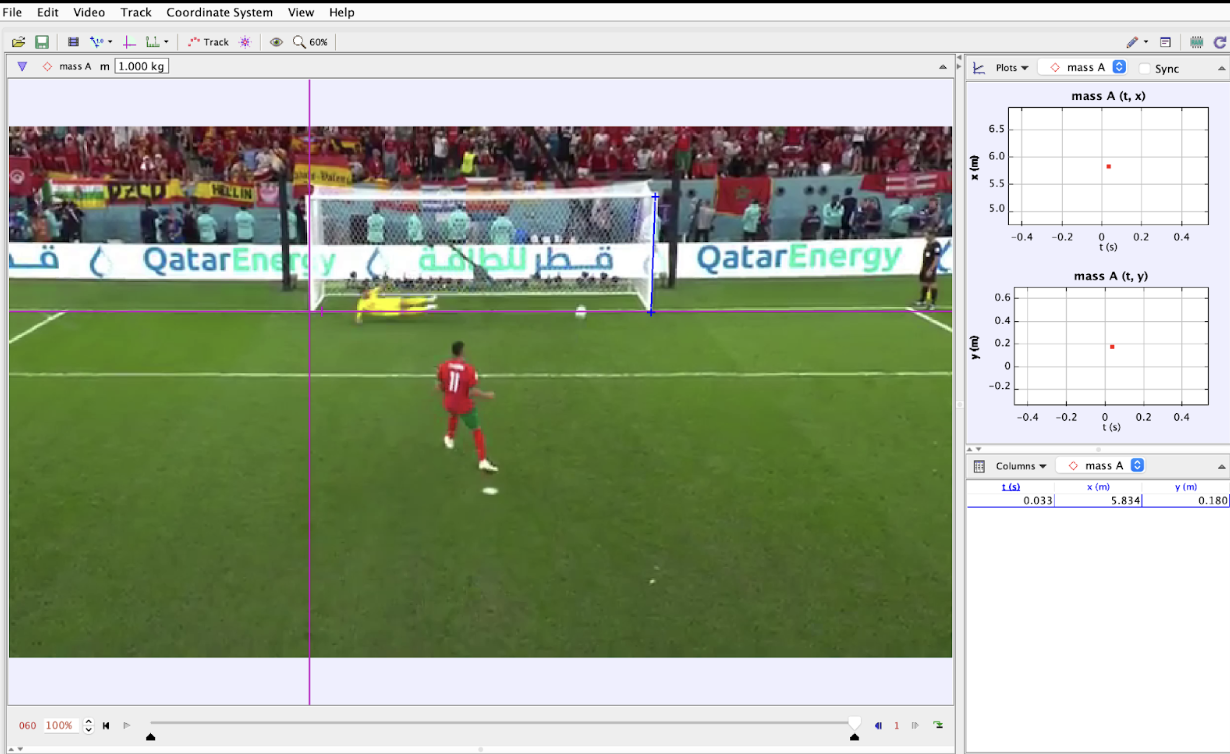 File Edit Video Track Coordinate System View Help
Track 60%
mass A m 1.000 kg
Plots mass A Sync
mass A (t, x)
x (m)
6.5
6.0
5.5
5.0
−0.4 −0.2 0 0.2 0.4
t (s)
mass A (t, y)
y (m)
0.6
0.4
0.2
0
−0.2
−0.4 −0.2 0 0.2 0.4
t (s)
Columns mass A
t (s) x (m) y (m)
0.033 5.834 0.180
HELLIN
QatarEnergy قطر للطاقة QatarEnergy
11
060 100% 1